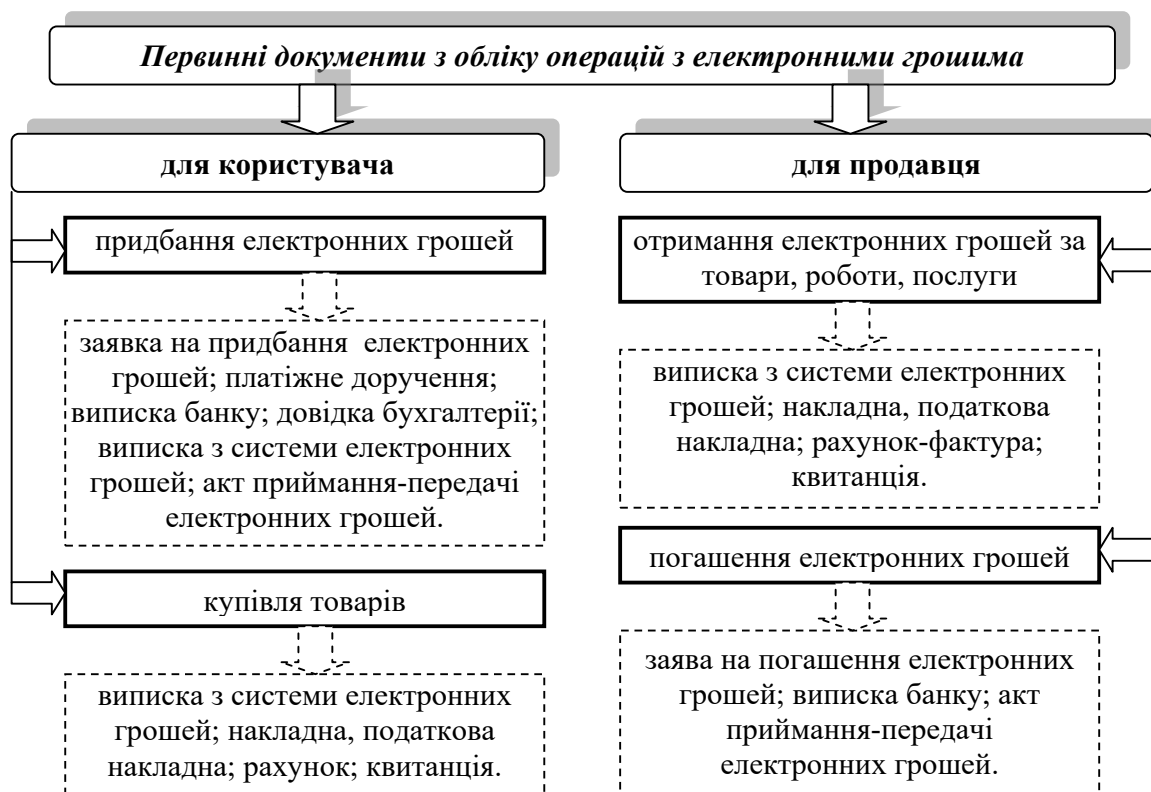 Первинні документи з обліку операцій з електронними грошима
для користувача
придбання електронних грошей
заявка на придбання електронних
грошей; платіжне доручення;
виписка банку; довідка бухгалтерії;
виписка з системи електронних
грошей; акт приймання-передачі
електронних грошей.
купівля товарів
виписка з системи електронних
грошей; накладна, податкова
накладна; рахунок; квитанція.
для продавця
отримання електронних грошей за
товари, роботи, послуги
виписка з системи електронних
грошей; накладна, податкова
накладна; рахунок-фактура;
квитанція.
погашення електронних грошей
заява на погашення електронних
грошей; виписка банку; акт
приймання-передачі
електронних грошей.